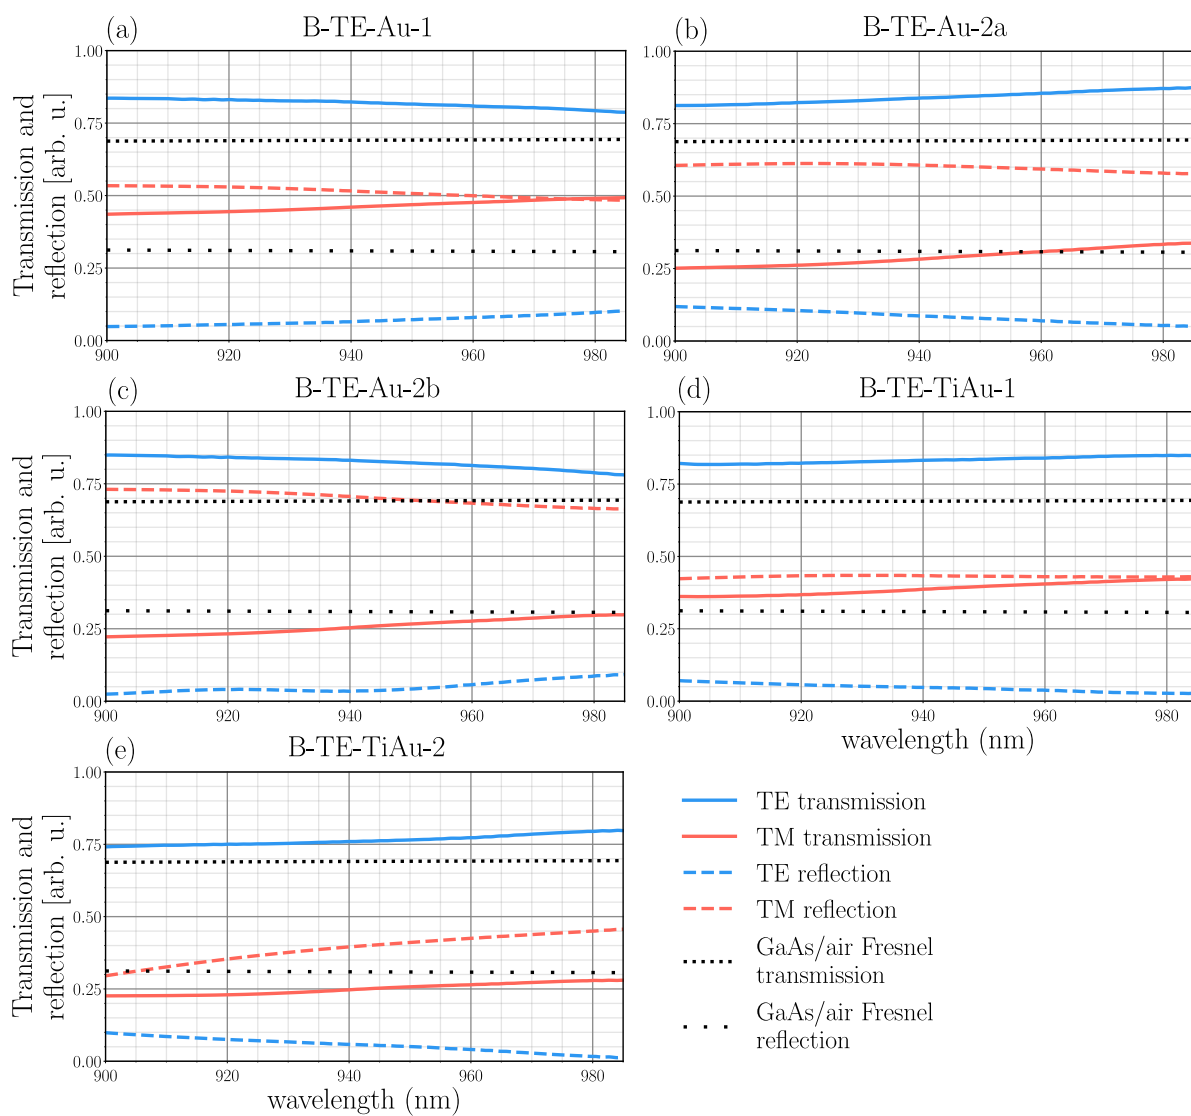 (a) B-TE-Au-1
(b) B-TE-Au-2a
Transmission and
reflection [arb. u.]
1.00
0.75
0.50
0.25
0.00
900 920 940 960 980
1.00
0.75
0.50
0.25
0.00
900 920 940 960 980
(c) B-TE-Au-2b
(d) B-TE-TiAu-1
Transmission and
reflection [arb. u.]
1.00
0.75
0.50
0.25
0.00
900 920 940 960 980
1.00
0.75
0.50
0.25
0.00
900 920 940 960 980
wavelength (nm)
(e) B-TE-TiAu-2
Transmission and
reflection [arb. u.]
1.00
0.75
0.50
0.25
0.00
900 920 940 960 980
wavelength (nm)
TE transmission
TM transmission
TE reflection
TM reflection
GaAs/air Fresnel
transmission
GaAs/air Fresnel
reflection